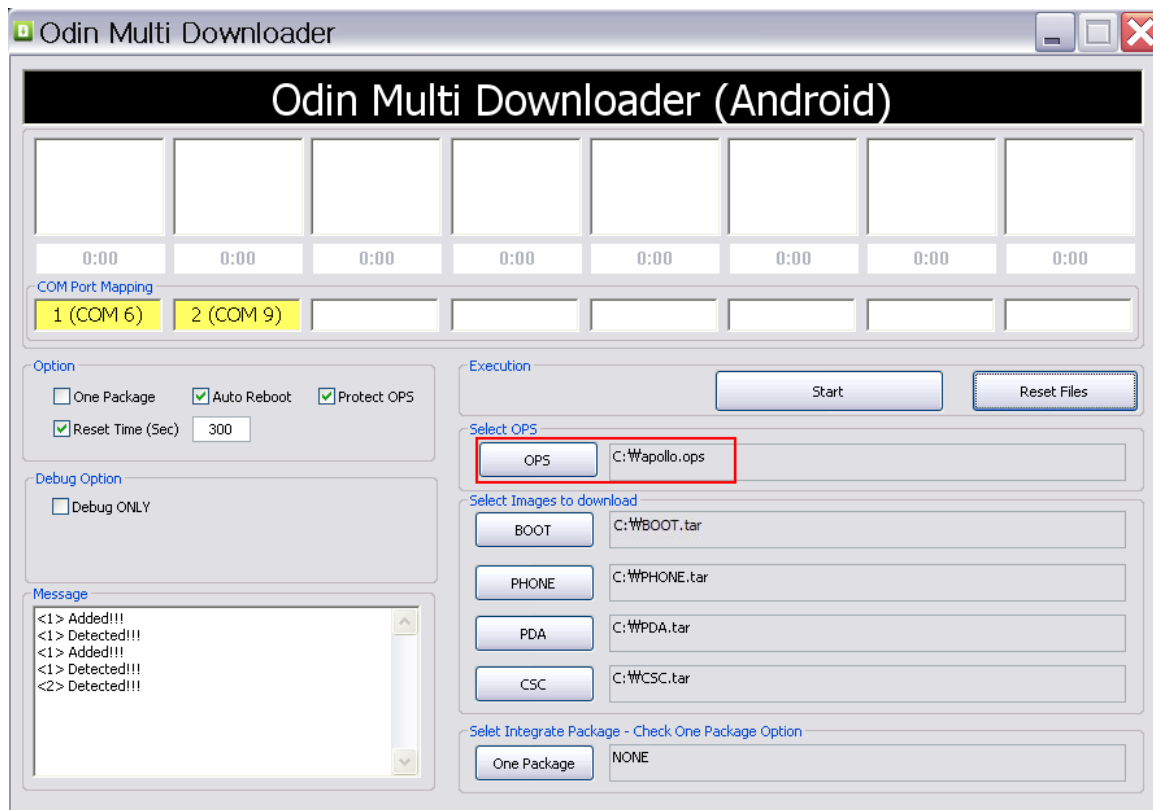 Odin Multi Downloader
Odin Multi Downloader (Android)
0:00 0:00 0:00 0:00 0:00 0:00 0:00 0:00
COM Port Mapping
1 (COM 6) 2 (COM 9)
Option
One Package Auto Reboot Protect OPS
Reset Time (Sec) 300
Debug Option
Debug ONLY
Message
<1> Added!!!
<1> Detected!!!
<1> Added!!!
<1> Detected!!!
<2> Detected!!!
Execution
Start Reset Files
Select OPS
OPS C:₩apollo.ops
Select Images to download
BOOT C:₩BOOT.tar
PHONE C:₩PHONE.tar
PDA C:₩PDA.tar
CSC C:₩CSC.tar
Selet Integrate Package - Check One Package Option
One Package NONE